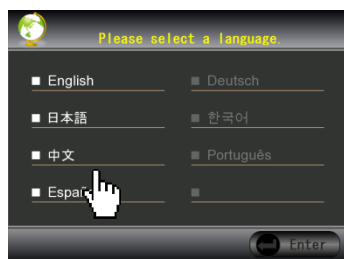 Please select a language.
English
Deutsch
日本語
한국어
中文
Português
Enter